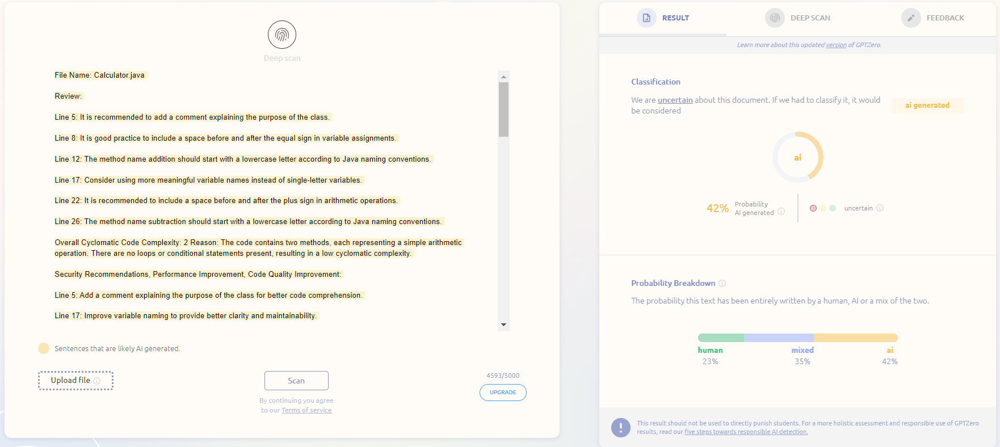 Deep scan
File Name: Calculator.java
Review:
Line 5: It is recommended to add a comment explaining the purpose of the class.
Line 8: It is good practice to include a space before and after the equal sign in variable assignments.
Line 12: The method name addition should start with a lowercase letter according to Java naming conventions.
Line 17: Consider using more meaningful variable names instead of single-letter variables.
Line 22: It is recommended to include a space before and after the plus sign in arithmetic operations.
Line 26: The method name subtraction should start with a lowercase letter according to Java naming conventions.
Overall Cyclomatic Code Complexity: 2 Reason: The code contains two methods, each representing a simple arithmetic
operation. There are no loops or conditional statements present, resulting in a low cyclomatic complexity.
Security Recommendations, Performance Improvement, Code Quality Improvement:
Line 5: Add a comment explaining the purpose of the class for better code comprehension.
Line 17: Improve variable naming to provide better clarity and maintainability.
Sentences that are likely AI generated.
Upload file
Scan
By continuing you agree
to our Terms of service
4593/5000
UPGRADE
RESULT
DEEP SCAN
FEEDBACK
Learn more about this updated version of GPTZero.
Classification
We are uncertain about this document. If we had to classify it, it would
be considered
ai generated
ai
42%
Probability
AI generated
uncertain
Probability Breakdown
The probability this text has been entirely written by a human, AI or a mix of the two.
human mixed ai
23% 35% 42%
This result should not be used to directly punish students. For a more holistic assessment and responsible use of GPTZero
results, read our five steps towards responsible AI detection.